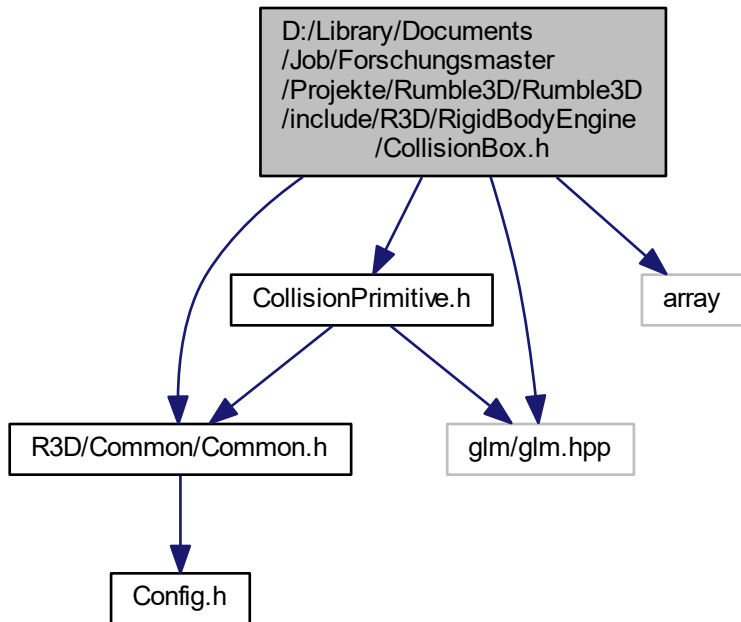 D:/Library/Documents
/Job/Forschungsmaster
/Projekte/Rumble3D/Rumble3D
/include/R3D/RigidBodyEngine
/CollisionBox.h
CollisionPrimitive.h
array
R3D/Common/Common.h
glm/glm.hpp
Config.h